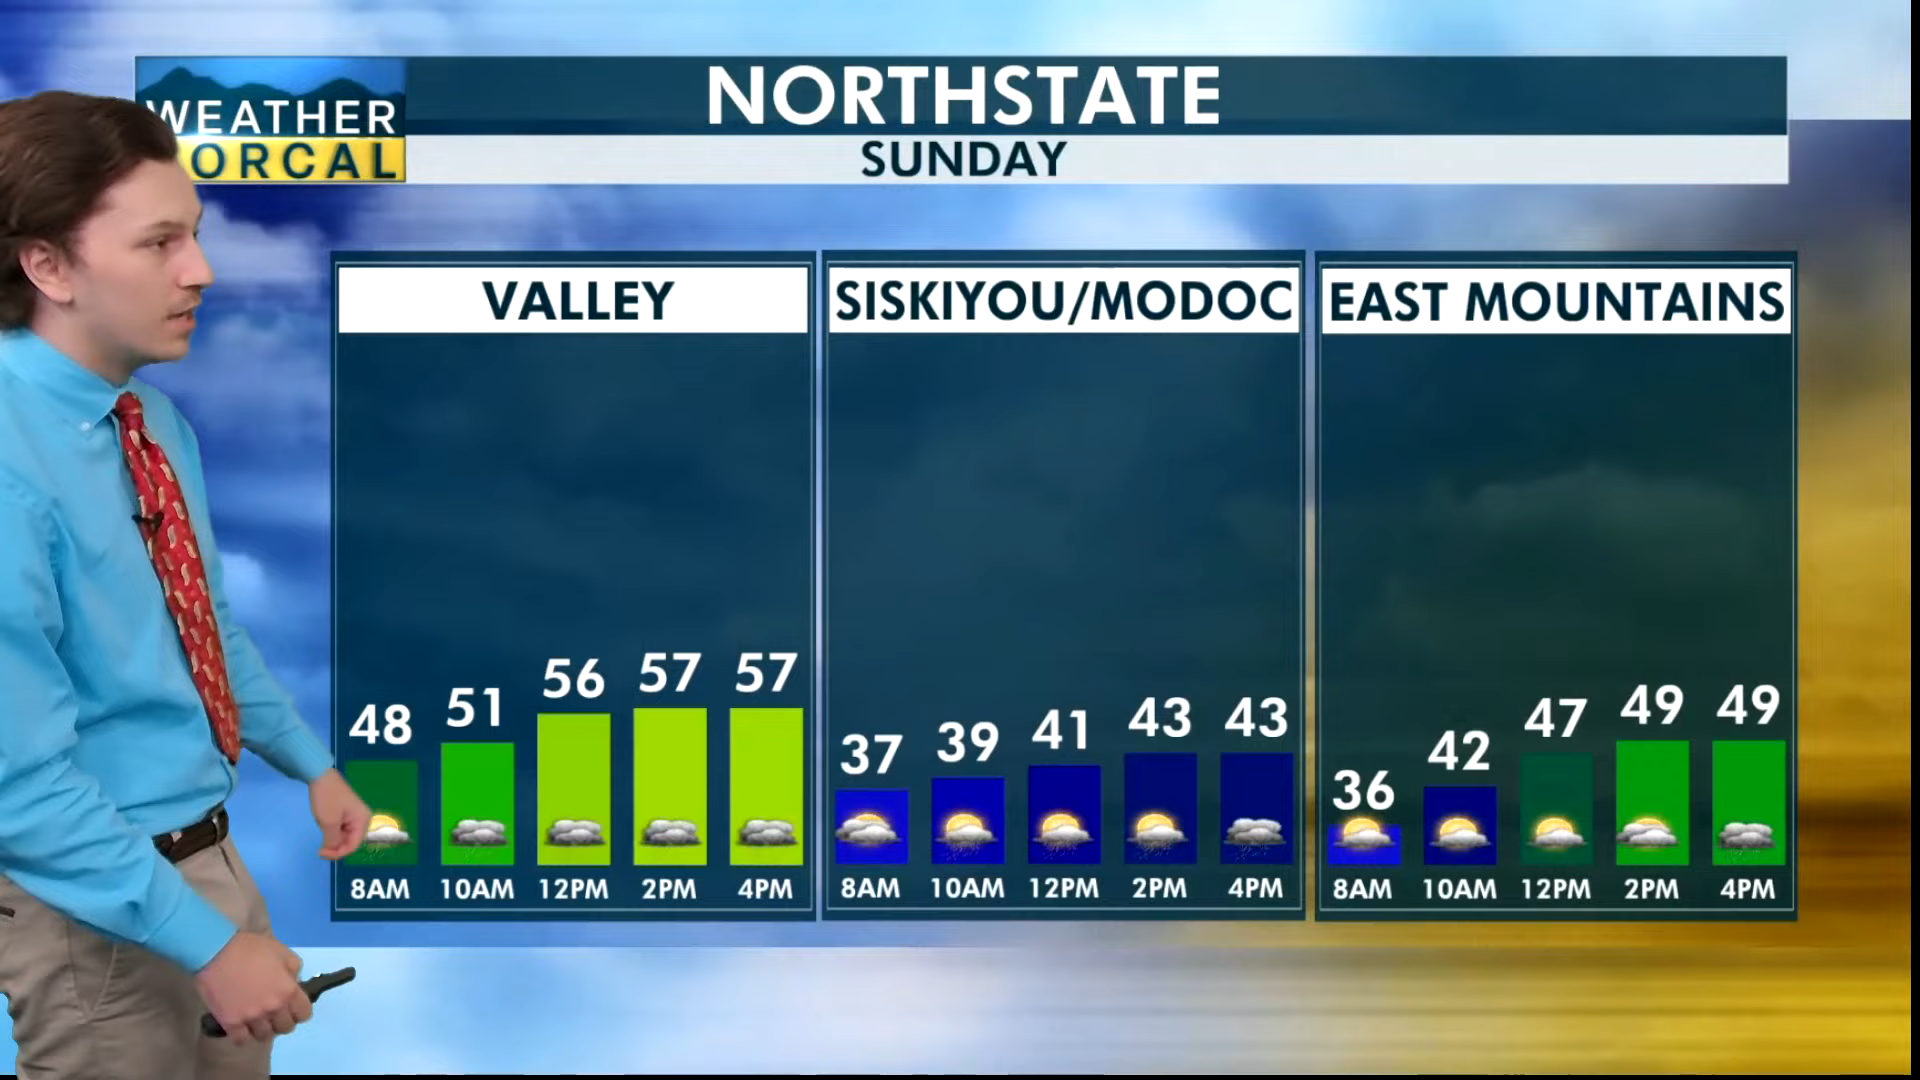 WEATHER
ORCAL
NORTHSTATE
SUNDAY
VALLEY
48 51 56 57 57
8AM 10AM 12PM 2PM 4PM
SISKIYOU/MODOC
37 39 41 43 43
8AM 10AM 12PM 2PM 4PM
EAST MOUNTAINS
36 42 47 49 49
8AM 10AM 12PM 2PM 4PM